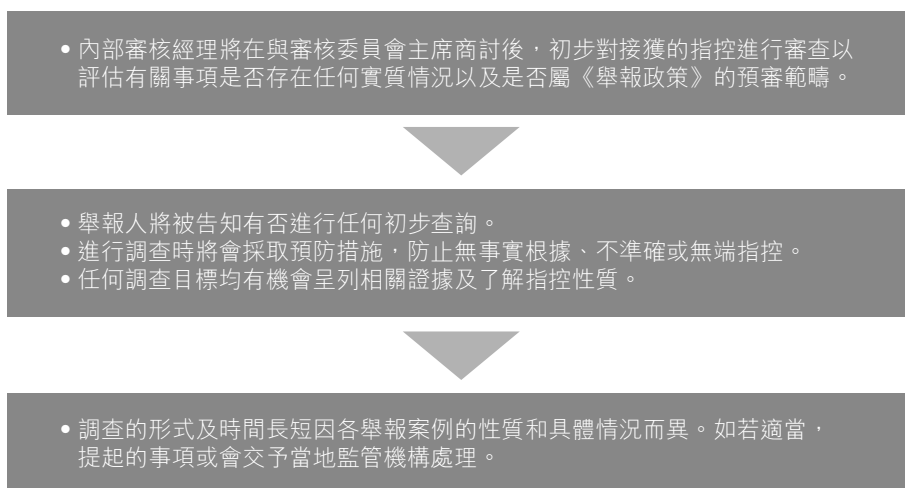 • 內部審核經理將在與審核委員會主席商討後，初步對接獲的指控進行審查以
評估有關事項是否存在任何實質情況以及是否屬《舉報政策》的預審範疇。
• 舉報人將被告知有否進行任何初步查詢。
• 進行調查時將會採取預防措施，防止無事實根據、不準確或無端指控。
• 任何調查目標均有機會呈列相關證據及了解指控性質。
• 調查的形式及時間長短因各舉報案例的性質和具體情況而異。如若適當，
提起的事項或會交予當地監管機構處理。